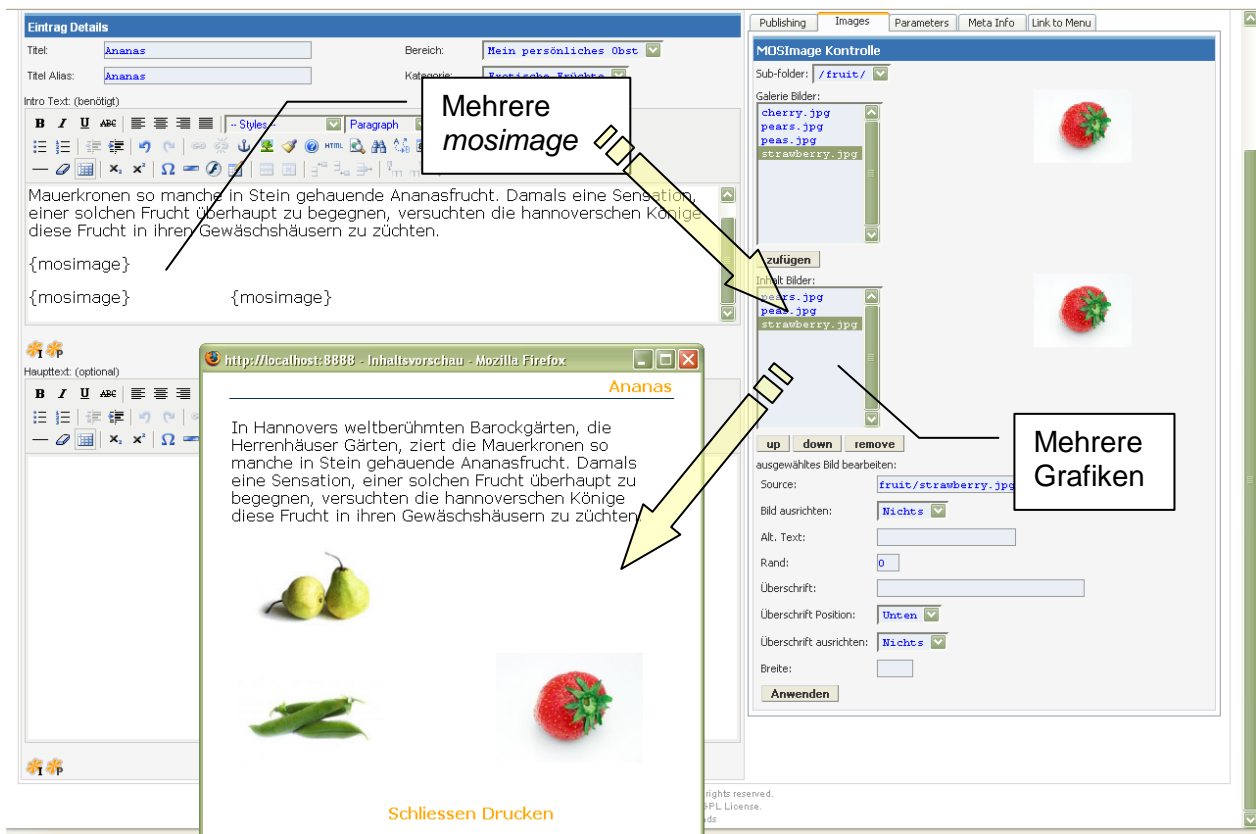 Eintrag Details
Titel: Ananas Bereich: Mein persönliches Obst
Titel Alias: Ananas Kategorie: Exotische Früchte
Intro Text: (benötigt)
B I U ABC -- Styles -- Paragraph
HTML
Mauerkronen so manche in Stein gehauende Ananasfrucht. Damals eine Sensation,
einer solchen Frucht überhaupt zu begegnen, versuchten die hannoverschen Könige
diese Frucht in ihren Gewäschshäusern zu züchten.
{mosimage}
{mosimage} {mosimage}
I P
Haupttext: (optional)
B I U ABC
I P
Mehrere
mosimage
http://localhost:8888 - Inhaltsvorschau - Mozilla Firefox
Ananas
In Hannovers weltberühmten Barockgärten, die
Herrenhäuser Gärten, ziert die Mauerkronen so
manche in Stein gehauende Ananasfrucht. Damals
eine Sensation, einer solchen Frucht überhaupt zu
begegnen, versuchten die hannoverschen Könige
diese Frucht in ihren Gewäschshäusern zu züchten.
Schliessen Drucken
Publishing Images Parameters Meta Info Link to Menu
MOSImage Kontrolle
Sub-folder: /fruit/
Galerie Bilder:
cherry.jpg
pears.jpg
peas.jpg
strawberry.jpg
zufügen
Inhalt Bilder:
pears.jpg
peas.jpg
strawberry.jpg
up down remove
ausgewähltes Bild bearbeiten:
Source: fruit/strawberry.jpg
Bild ausrichten: Nichts
Alt. Text:
Rand: 0
Überschrift:
Überschrift Position: Unten
Überschrift ausrichten: Nichts
Breite:
Anwenden
Mehrere
Grafiken
rights reserved.
GPL License.